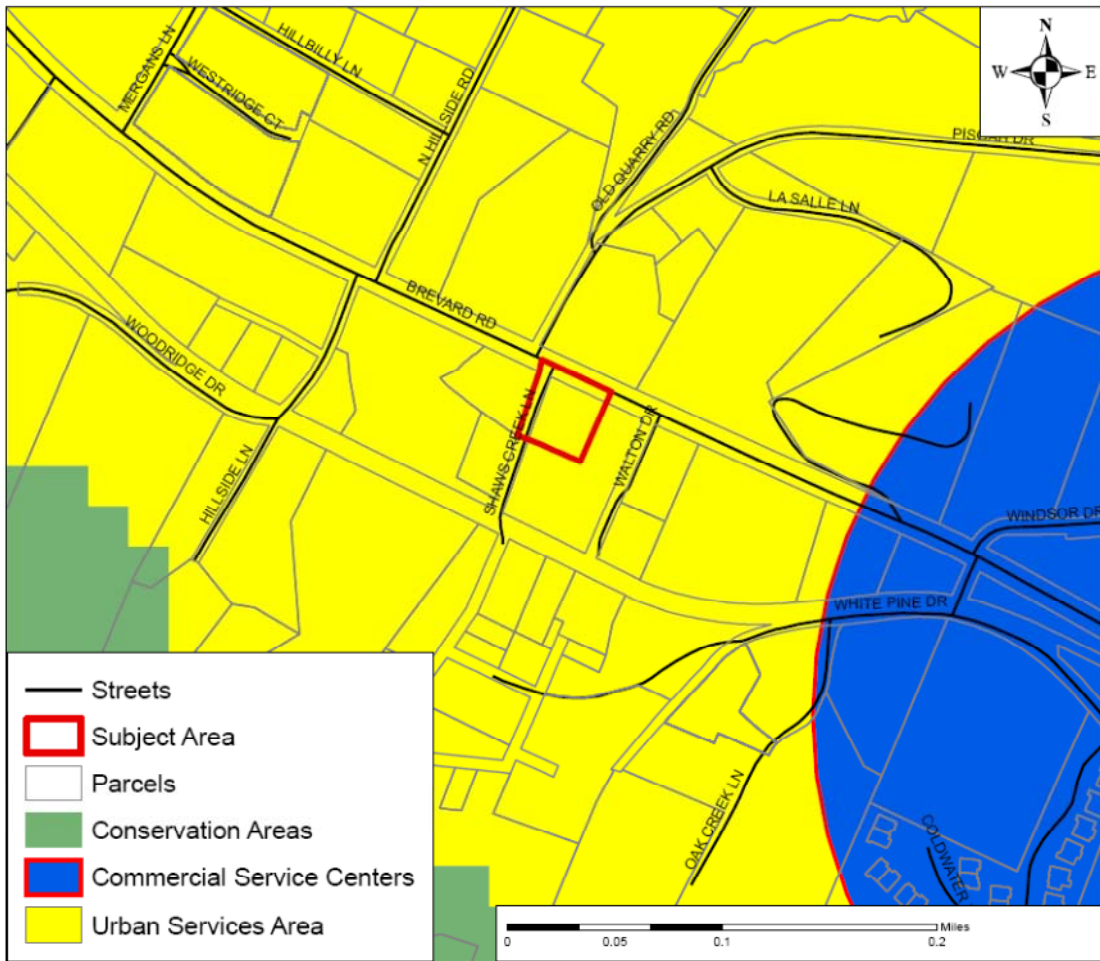 MERGANS LN
HILLBILLY LN
WESTRIDGE CT
N HILLSIDE RD
OLD QUARRY RD
PISGAH DR
LA SALLE LN
N
W E
S
BREVARD RD
WOODRIDGE DR
HILLSIDE LN
SHAWS CREEK LN
WALTON DR
WINDSOR DR
WHITE PINE DR
OAK CREEK LN
COLDWATER
Streets
Subject Area
Parcels
Conservation Areas
Commercial Service Centers
Urban Services Area
Miles
0 0.05 0.1 0.2